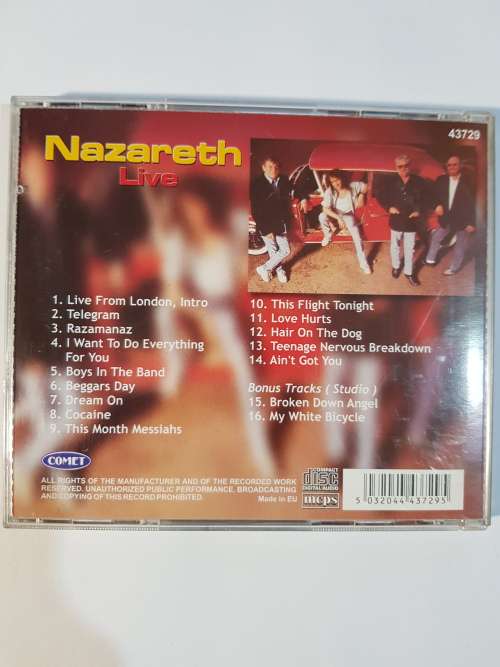 43729
Nazareth
Live
1. Live From London, Intro
2. Telegram
3. Razamanaz
4. I Want To Do Everything
For You
5. Boys In The Band
6. Beggars Day
7. Dream On
8. Cocaine
9. This Month Messiahs
10. This Flight Tonight
11. Love Hurts
12. Hair On The Dog
13. Teenage Nervous Breakdown
14. Ain't Got You
Bonus Tracks ( Studio )
15. Broken Down Angel
16. My White Bicycle
COMET
ALL RIGHTS OF THE MANUFACTURER AND OF THE RECORDED WORK
RESERVED. UNAUTHORIZED PUBLIC PERFORMANCE, BROADCASTING
AND COPYING OF THIS RECORD PROHIBITED.
Made in EU
COMPACT
disc
DIGITAL AUDIO
mcps
5 032044 437295